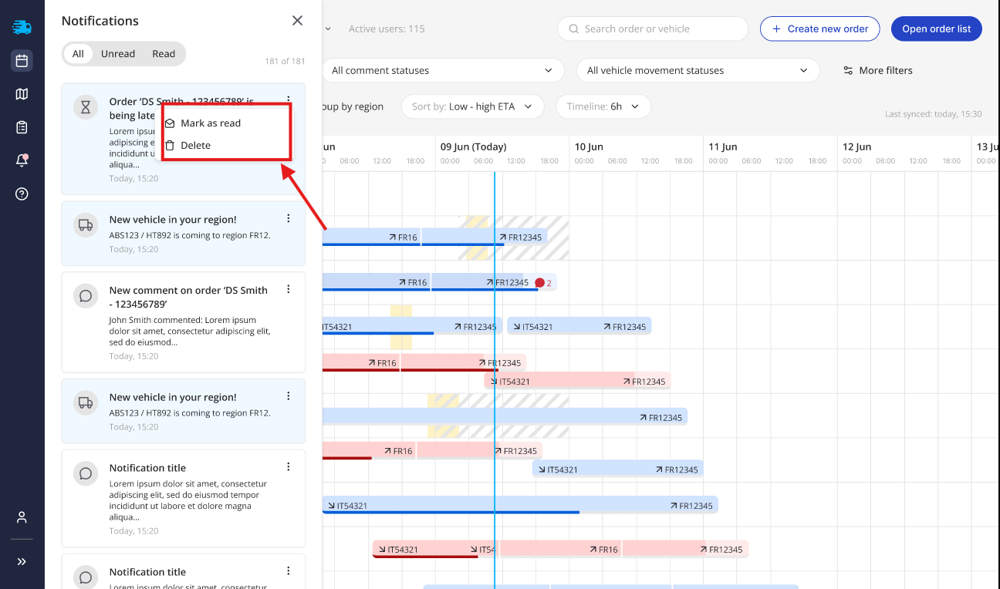 Notifications
All Unread Read
181 of 181
Order ‘DS Smith - 123456789’ is
being late
Mark as read
Delete
Lorem ipsu
adipiscing e
incididunt u
aliqua...
Today, 15:20
New vehicle in your region!
ABS123 / HT892 is coming to region FR12.
Today, 15:20
New comment on order ‘DS Smith
- 123456789’
John Smith commented: Lorem ipsum
dolor sit amet, consectetur adipiscing elit,
sed do eiusmod...
Today, 15:20
New vehicle in your region!
ABS123 / HT892 is coming to region FR12.
Today, 15:20
Notification title
Lorem ipsum dolor sit amet, consectetur
adipiscing elit, sed do eiusmod tempor
incididunt ut labore et dolore magna
aliqua...
Today, 15:20
Notification title
Lorem ipsum dolor sit amet, consectetur
Active users: 115
Search order or vehicle
Create new order
Open order list
All comment statuses
All vehicle movement statuses
More filters
oup by region
Sort by: Low - high ETA
Timeline: 6h
Last synced: today, 15:30
un 09 Jun (Today) 10 Jun 11 Jun 12 Jun 13 Ju
0 06:00 12:00 18:00 00:00 06:00 12:00 18:00 00:00 06:00 12:00 18:00 00:00 06:00 12:00 18:00 00:00 06:00 12:00 18:00 00:00
FR16 FR12345
FR16 FR12345 2
IT54321 FR12345 IT54321 FR12345
FR16 FR12345
IT54321 FR12345
FR12345
FR16 FR12345
IT54321 FR12345
IT54321 FR12345
IT54321 IT54 FR16 FR12345